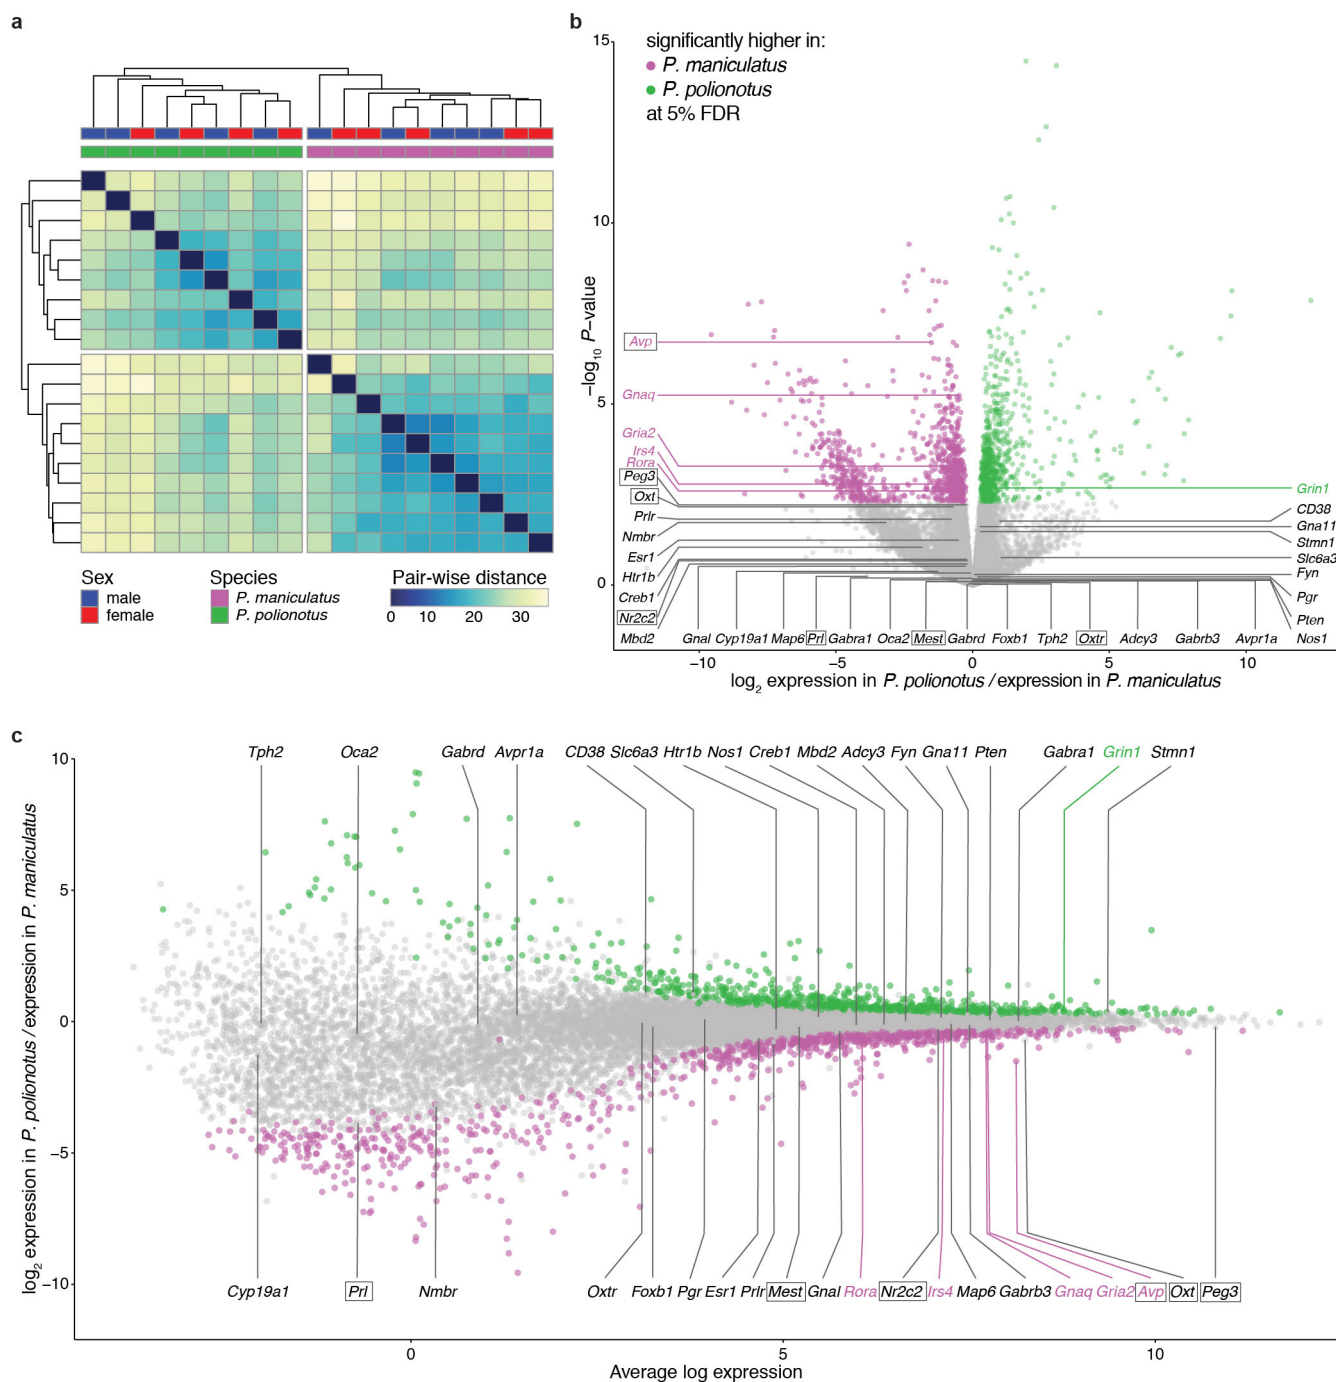 a
Sex
male
female
Species
P. maniculatus
P. polionotus
Pair-wise distance
0 10 20 30
b
significantly higher in:
P. maniculatus
P. polionotus
at 5% FDR
15
10
5
0
−log10 P−value
Avp
Gnaq
Gria2
Irs4
Rora
Peg3
Oxt
Prlr
Nmbr
Esr1
Htr1b
Creb1
Nr2c2
Mbd2
Grin1
CD38
Gna11
Stmn1
Slc6a3
Fyn
Pgr
Pten
Nos1
Gnal Cyp19a1 Map6 Prl Gabra1 Oca2 Mest Gabrd Foxb1 Tph2 Oxtr Adcy3 Gabrb3 Avpr1a
−10 −5 0 5 10
log2 expression in P. polionotus / expression in P. maniculatus
c
Tph2 Oca2 Gabrd Avpr1a CD38 Slc6a3 Htr1b Nos1 Creb1 Mbd2 Adcy3 Fyn Gna11 Pten Gabra1 Grin1 Stmn1
10
5
0
−5
−10
log2 expression in P. polionotus / expression in P. maniculatus
Cyp19a1 Prl Nmbr Oxtr Foxb1 Pgr Esr1 Prlr Mest Gnal Rora Nr2c2 Irs4 Map6 Gabrb3 Gnaq Gria2 Avp Oxt Peg3
0 5 10
Average log expression